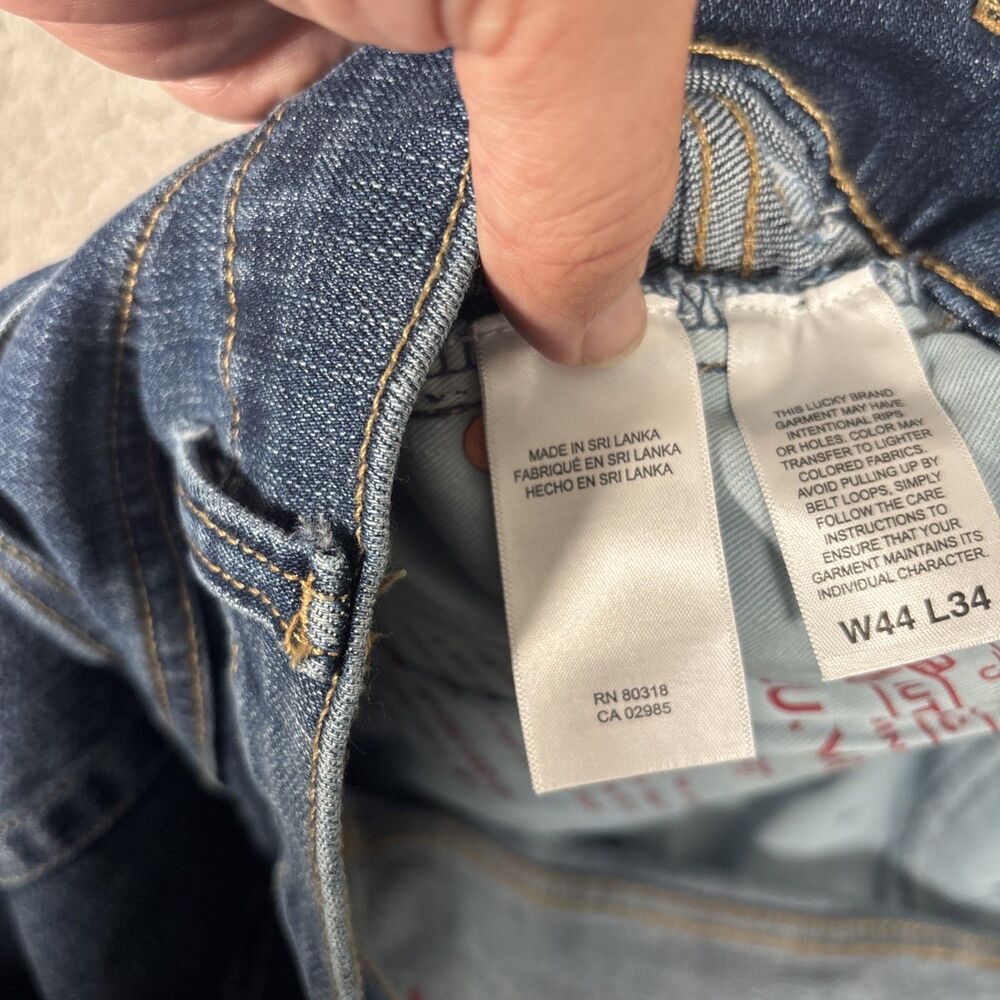 MADE IN SRI LANKA
FABRIQUÉ EN SRI LANKA
HECHO EN SRI LANKA
RN 80318
CA 02985
THIS LUCKY BRAND
GARMENT MAY HAVE
INTENTIONAL RIPS
OR HOLES. COLOR MAY
TRANSFER TO LIGHTER
COLORED FABRICS.
AVOID PULLING UP BY
BELT LOOPS, SIMPLY
FOLLOW THE CARE
INSTRUCTIONS TO
ENSURE THAT YOUR
GARMENT MAINTAINS ITS
INDIVIDUAL CHARACTER.
W44 L34